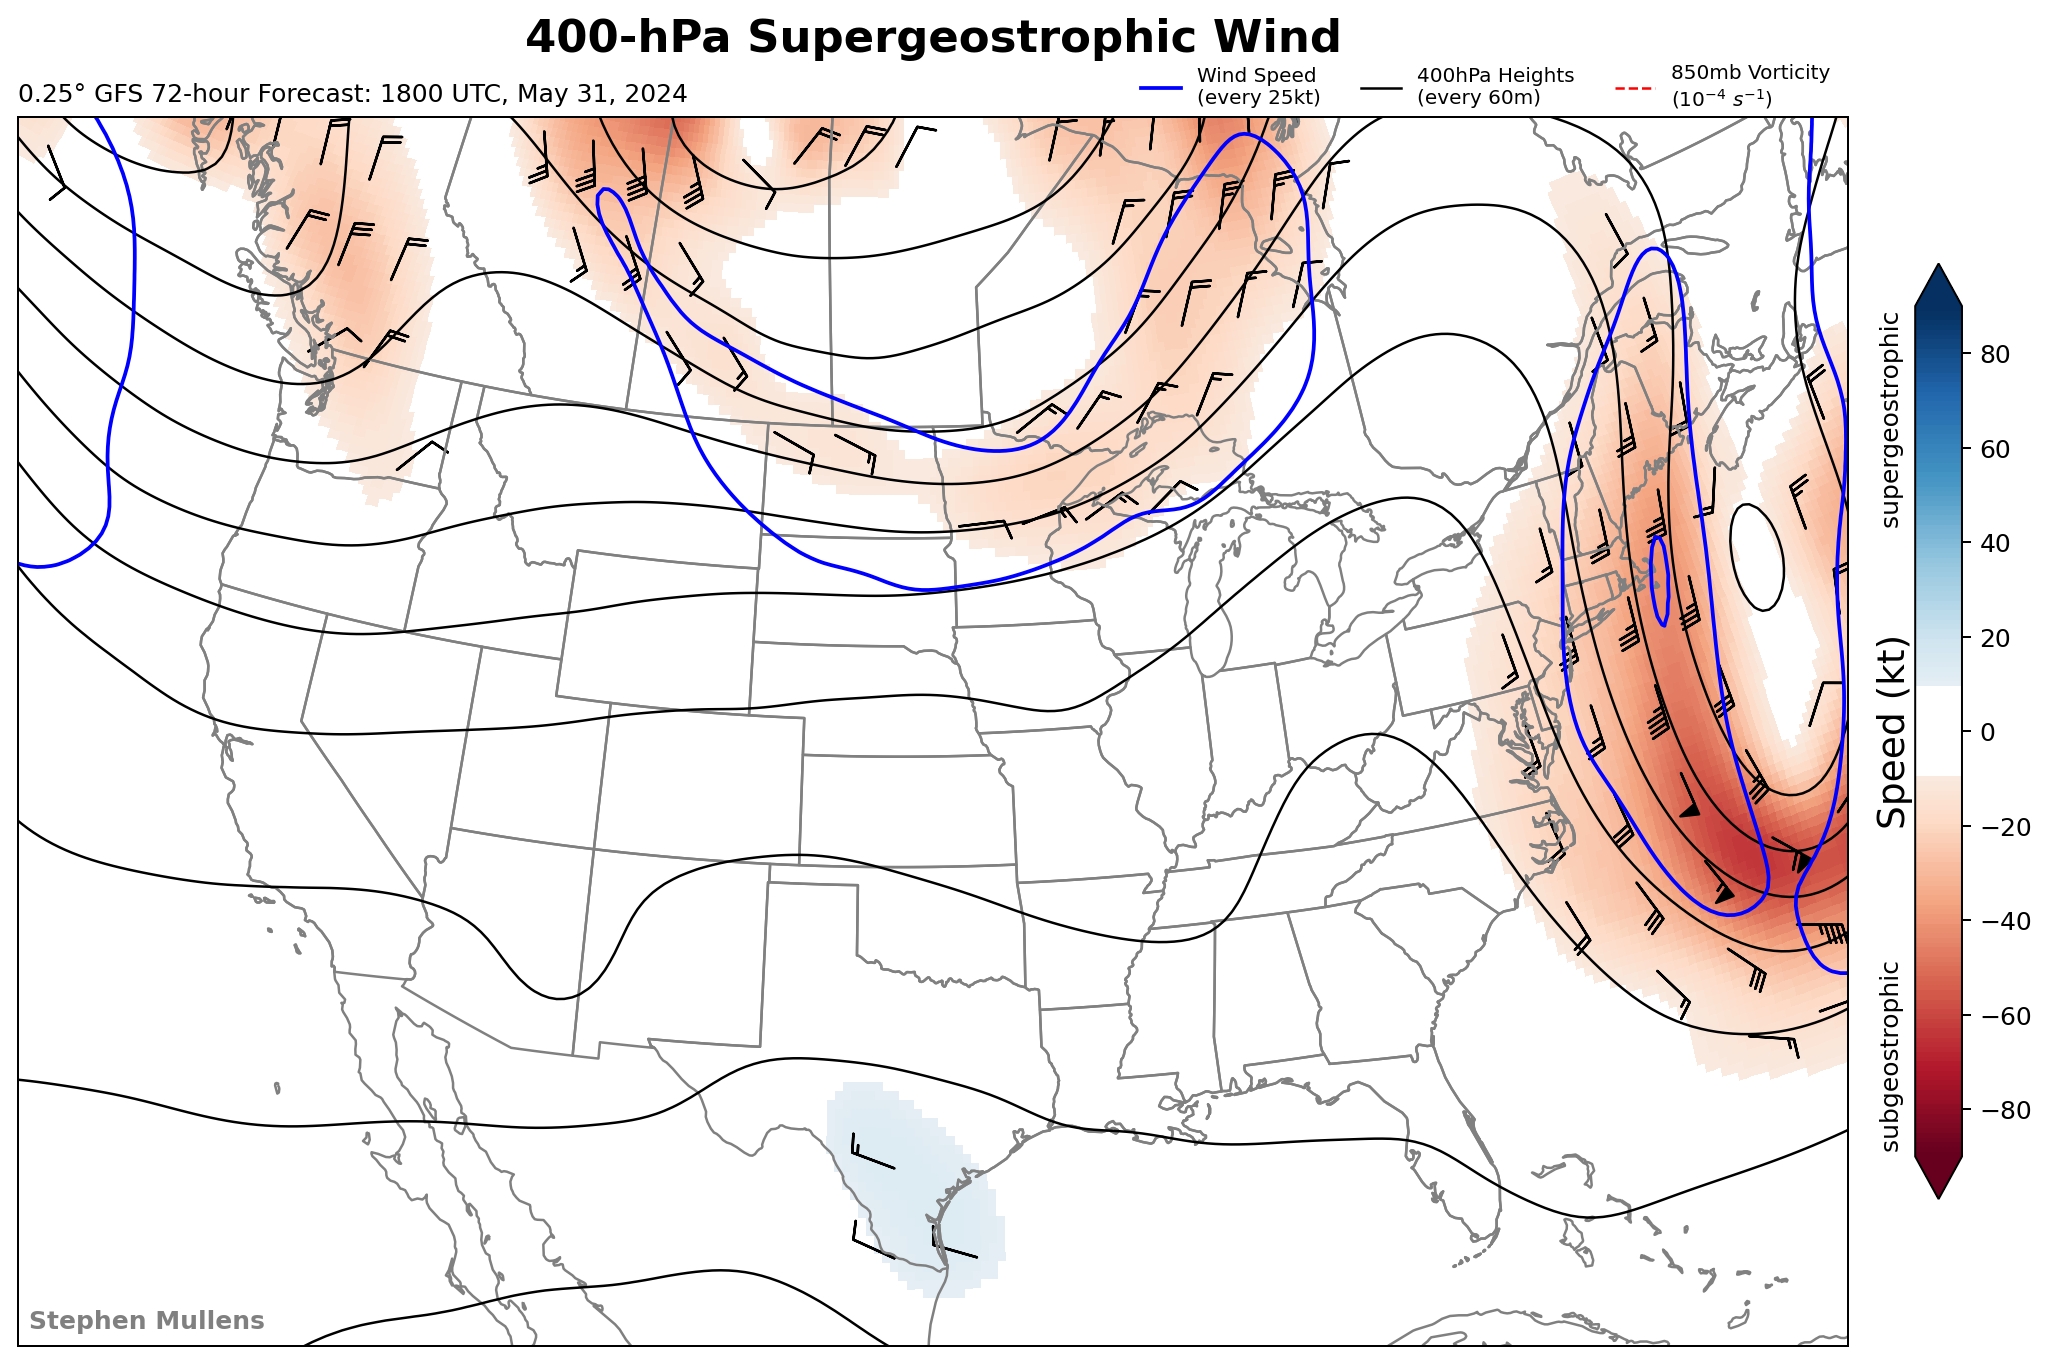 400-hPa Supergeostrophic Wind
0.25° GFS 72-hour Forecast: 1800 UTC, May 31, 2024
Wind Speed
(every 25kt)
400hPa Heights
(every 60m)
850mb Vorticity
(10⁻⁴ s⁻¹)
supergeostrophic
Speed (kt)
subgeostrophic
80
60
40
20
0
−20
−40
−60
−80
Stephen Mullens